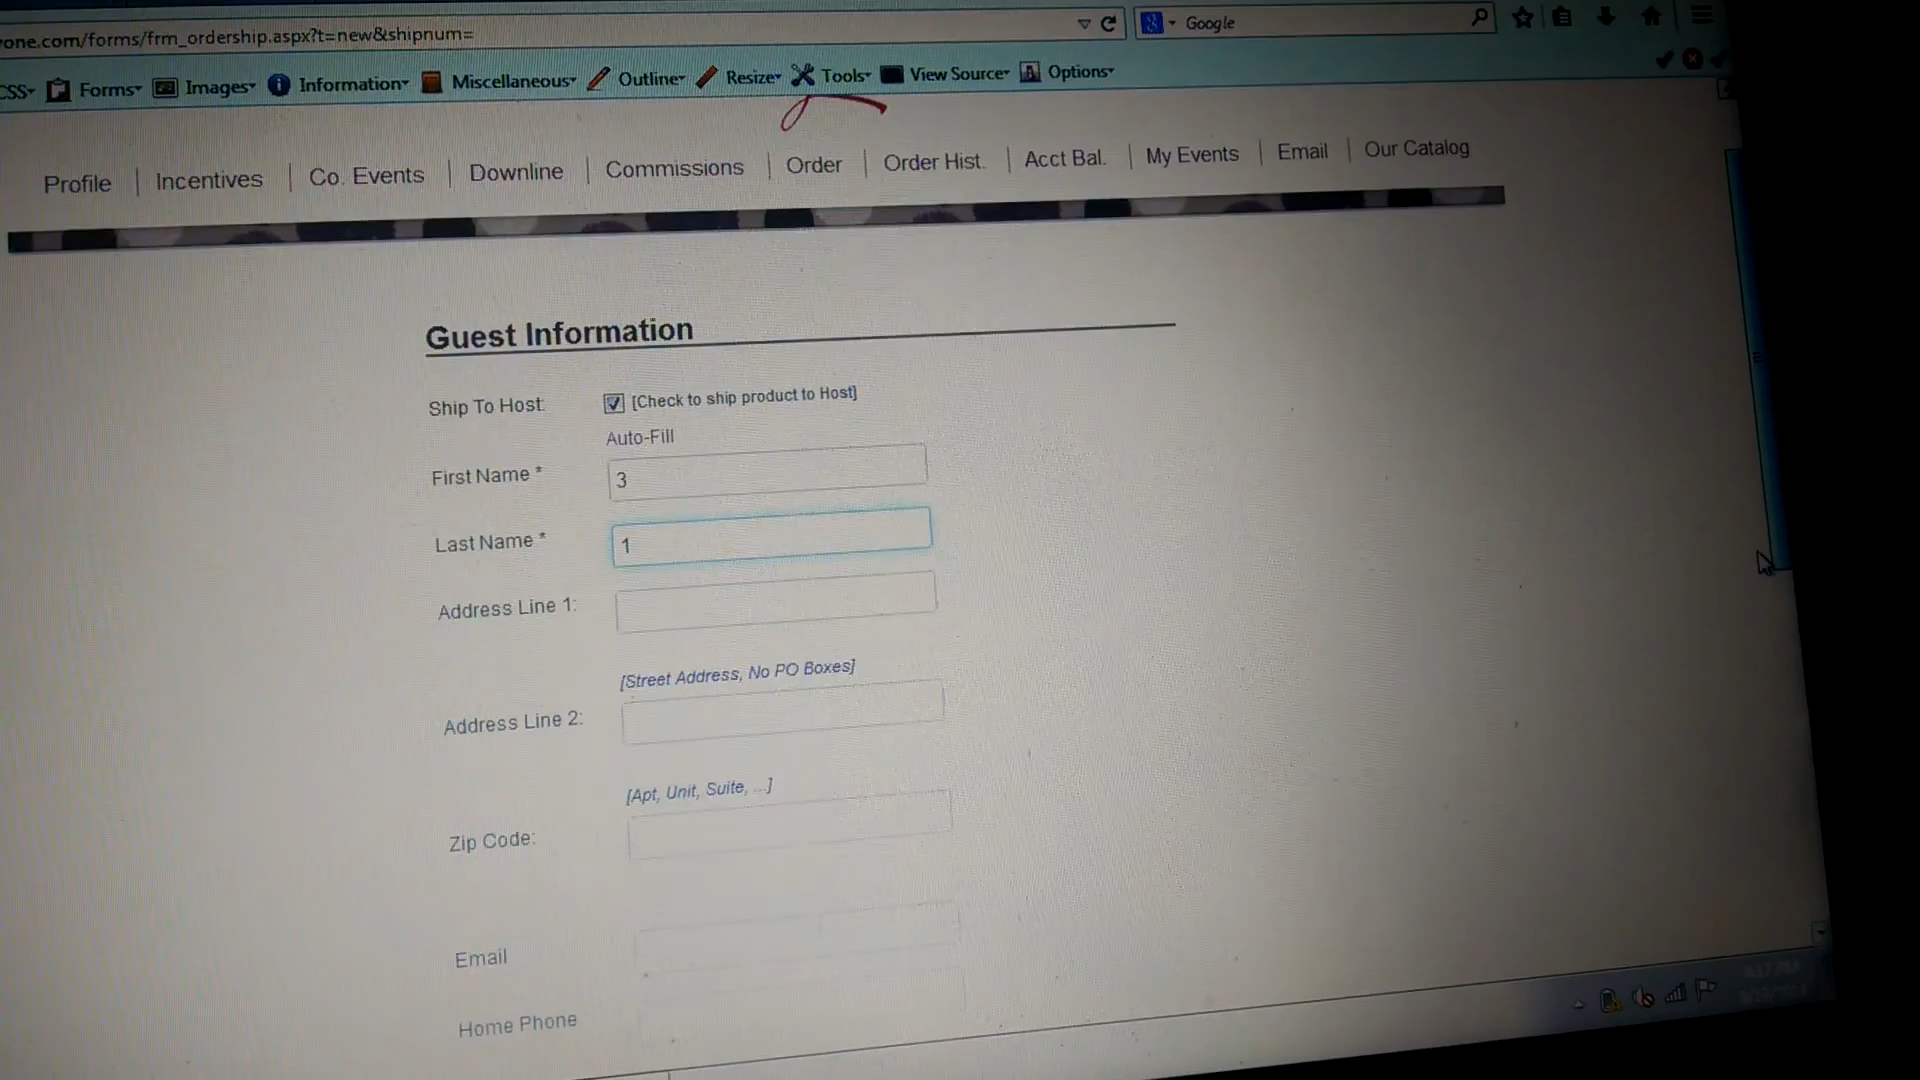 one.com/forms/frm_ordership.aspx?t=new&shipnum=
Google
CSS Forms Images Information Miscellaneous Outline Resize Tools View Source Options
Profile | Incentives | Co. Events | Downline | Commissions | Order | Order Hist. | Acct Bal. | My Events | Email | Our Catalog
Guest Information
Ship To Host: [Check to ship product to Host]
Auto-Fill
First Name * 3
Last Name * 1
Address Line 1:
[Street Address, No PO Boxes]
Address Line 2:
[Apt, Unit, Suite, ...]
Zip Code:
Email
Home Phone